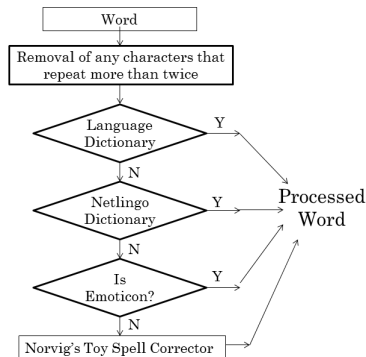 Word
Removal of any characters that
repeat more than twice
Language
Dictionary
Y
N
Netlingo
Dictionary
Y
Processed
Word
N
Is
Emoticon?
Y
N
Norvig's Toy Spell Corrector